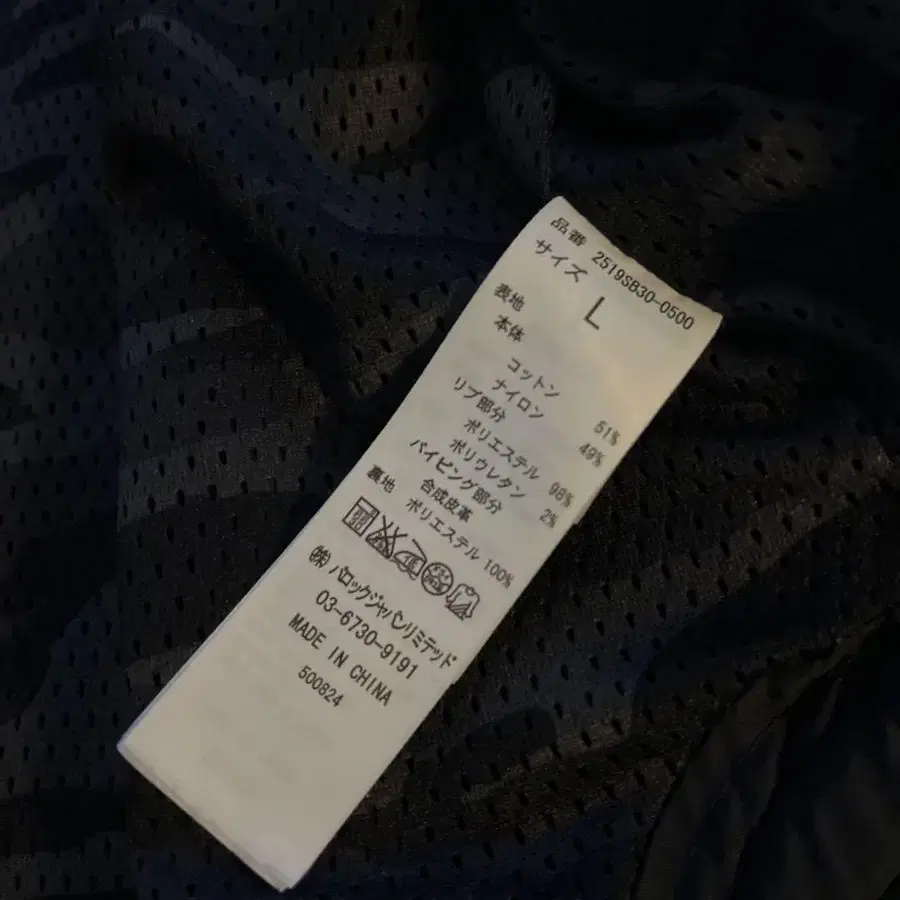 品番 2519SB30-0500
サイズ L
表地
本体
コットン 51%
ナイロン 49%
リブ部分
ポリエステル 98%
ポリウレタン 2%
パイピング部分
合成皮革
裏地 ポリエステル 100%
㈱バロックジャパンリミテッド
03-6730-9191
MADE IN CHINA
500824